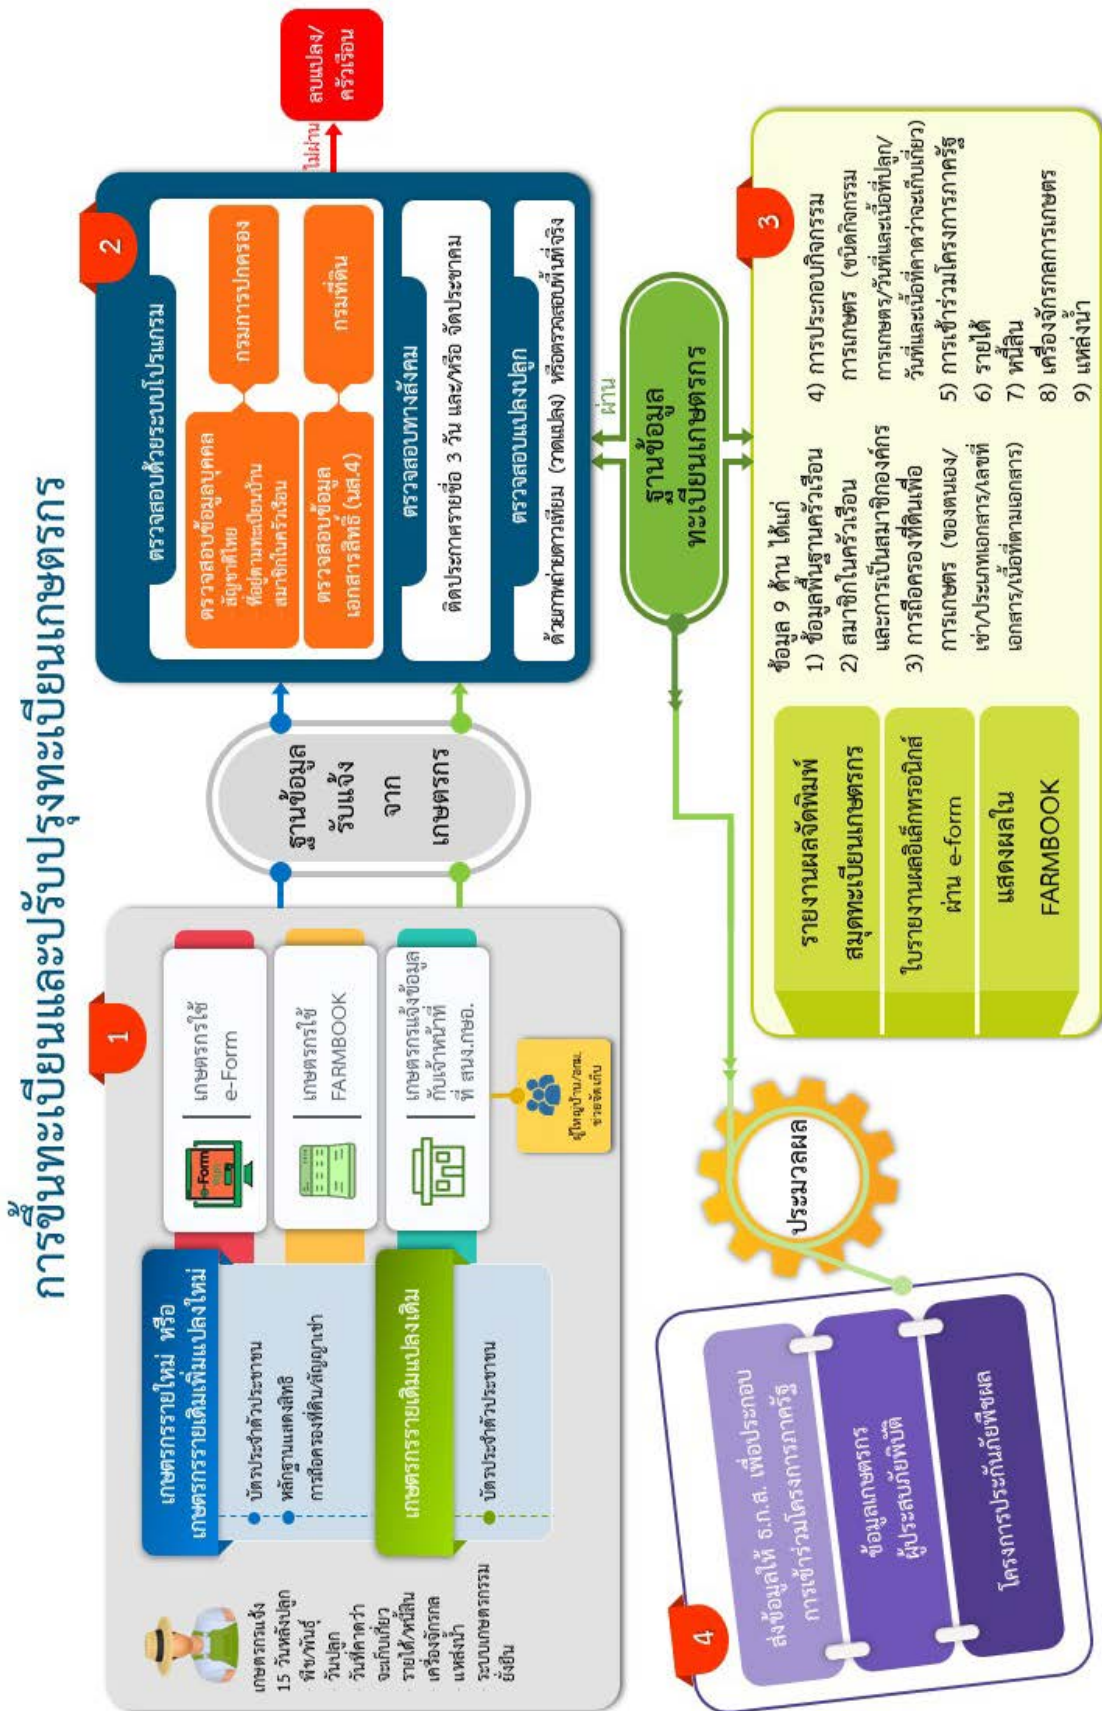 การขึ้นทะเบียนและปรับปรุงทะเบียนเกษตรกร
1
เกษตรกรแจ้ง
15 วันหลังปลูก
พืช/พันธุ์
วันปลูก
วันที่คาดว่า
จะเก็บเกี่ยว
รายได้/หนี้สิน
เครื่องจักรกล
แหล่งน้ำ
ระบบเกษตรกรรม
ยั่งยืน
เกษตรกรรายใหม่ หรือ
เกษตรกรรายเดิมเพิ่มแปลงใหม่
บัตรประจำตัวประชาชน
หลักฐานแสดงสิทธิ
การถือครองที่ดิน/สัญญาเช่า
เกษตรกรรายเดิมแปลงเดิม
บัตรประจำตัวประชาชน
e-Form
เกษตรกรใช้
e-Form
เกษตรกรใช้
FARMBOOK
เกษตรกรแจ้งข้อมูล
กับเจ้าหน้าที่
ที่ สนง.กษอ.
ผู้ใหญ่บ้าน/อกม.
ช่วยจัดเก็บ
ฐานข้อมูล
รับแจ้ง
จาก
เกษตรกร
2
ตรวจสอบด้วยระบบโปรแกรม
ตรวจสอบข้อมูลบุคคล
สัญชาติไทย
ที่อยู่ตามทะเบียนบ้าน
สมาชิกในครัวเรือน
กรมการปกครอง
ตรวจสอบข้อมูล
เอกสารสิทธิ์ (นส.4)
กรมที่ดิน
ตรวจสอบทางสังคม
ติดประกาศรายชื่อ 3 วัน และ/หรือ จัดประชาคม
ตรวจสอบแปลงปลูก
ด้วยภาพถ่ายดาวเทียม (วาดแปลง) หรือตรวจสอบพื้นที่จริง
ไม่ผ่าน
ลบแปลง/
ครัวเรือน
ผ่าน
ฐานข้อมูล
ทะเบียนเกษตรกร
3
รายงานผลจัดพิมพ์
สมุดทะเบียนเกษตรกร
ใบรายงานผลอิเล็กทรอนิกส์
ผ่าน e-form
แสดงผลใน
FARMBOOK
ข้อมูล 9 ด้าน ได้แก่
1) ข้อมูลพื้นฐานครัวเรือน
2) สมาชิกในครัวเรือน
และการเป็นสมาชิกองค์กร
3) การถือครองที่ดินเพื่อ
การเกษตร (ของตนเอง/
เช่า/ประเภทเอกสาร/เลขที่
เอกสาร/เนื้อที่ตามเอกสาร)
4) การประกอบกิจกรรม
การเกษตร (ชนิดกิจกรรม
การเกษตร/วันที่และเนื้อที่ปลูก/
วันที่และเนื้อที่คาดว่าจะเก็บเกี่ยว)
5) การเข้าร่วมโครงการภาครัฐ
6) รายได้
7) หนี้สิน
8) เครื่องจักรกลการเกษตร
9) แหล่งน้ำ
ประมวลผล
4
ส่งข้อมูลให้ ธ.ก.ส. เพื่อประกอบ
การเข้าร่วมโครงการภาครัฐ
ข้อมูลเกษตรกร
ผู้ประสบภัยพิบัติ
โครงการประกันภัยพืชผล